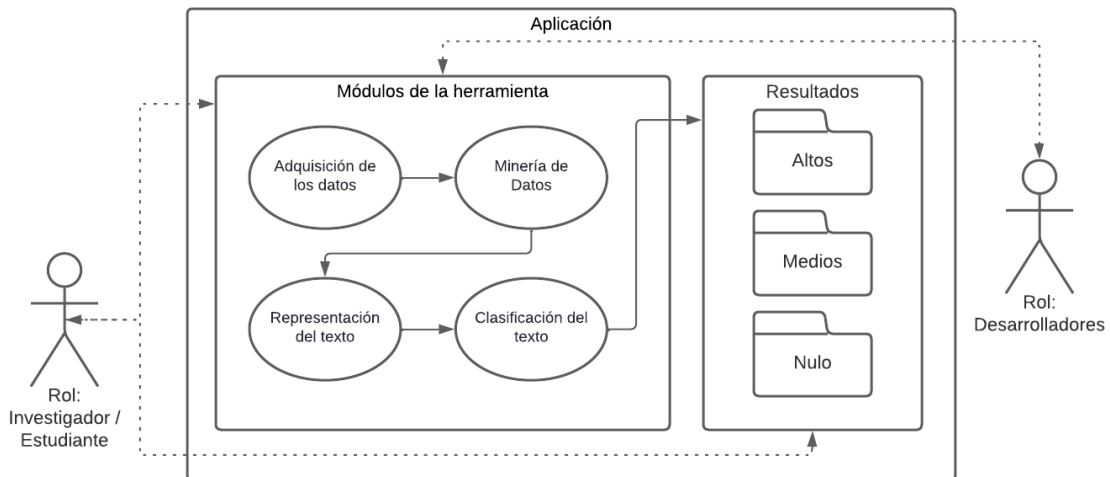 Aplicación
Módulos de la herramienta
Adquisición de
los datos
Minería de
Datos
Representación
del texto
Clasificación del
texto
Resultados
Altos
Medios
Nulo
Rol:
Investigador /
Estudiante
Rol:
Desarrolladores